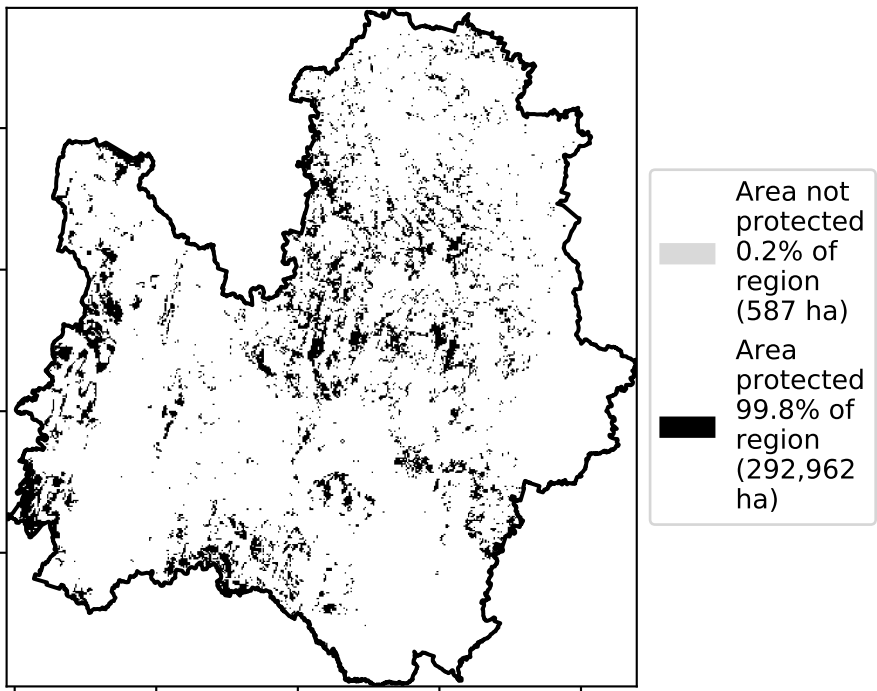 Area not
protected
0.2% of
region
(587 ha)
Area
protected
99.8% of
region
(292,962
ha)